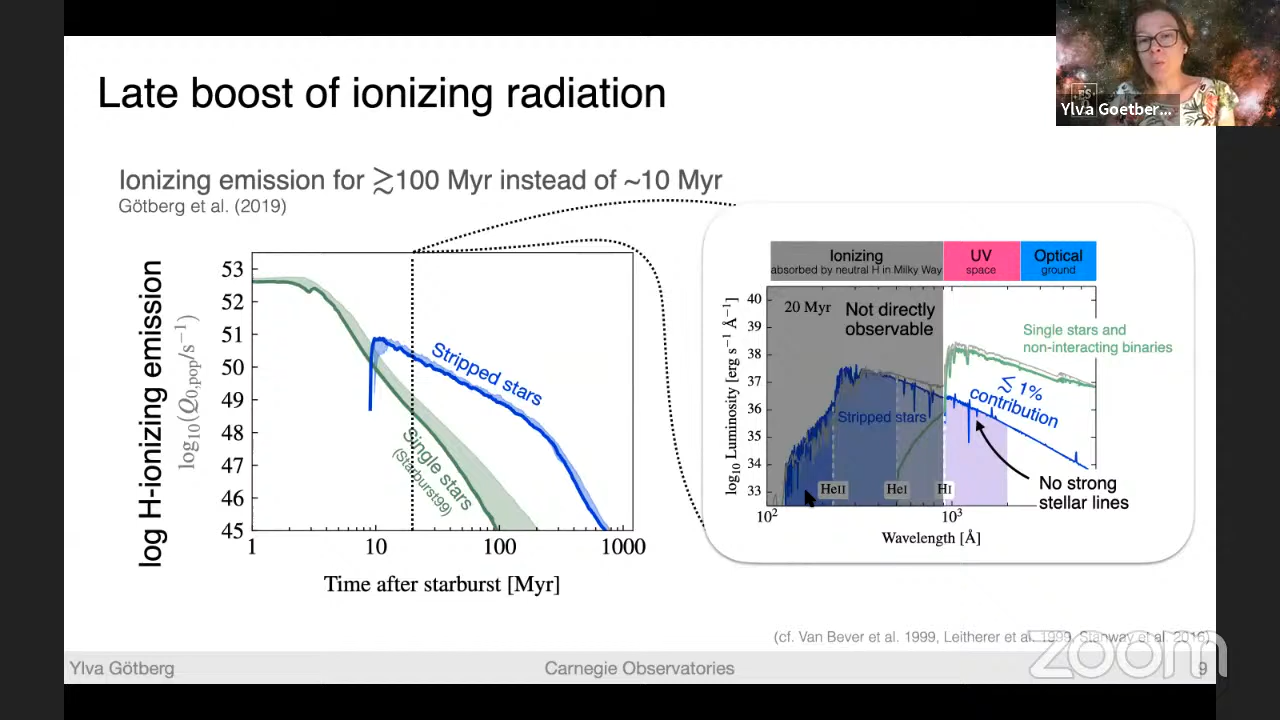 Late boost of ionizing radiation
Ylva Goetber...
Ionizing emission for ≳100 Myr instead of ~10 Myr
Götberg et al. (2019)
log H-ionizing emission
log₁₀(Q₀,pop/s⁻¹)
53
52
51
50
49
48
47
46
45
Stripped stars
Single stars
(Starburst99)
1 10 100 1000
Time after starburst [Myr]
Ionizing
absorbed by neutral H in Milky Way
UV
space
Optical
ground
log₁₀ Luminosity [erg s⁻¹ Å⁻¹]
40
39
38
37
36
35
34
33
20 Myr
Not directly
observable
Single stars and
non-interacting binaries
≲ 1%
contribution
Stripped stars
HeII HeI HI
No strong
stellar lines
10² 10³
Wavelength [Å]
(cf. Van Bever et al. 1999, Leitherer et al. 1999, Stanway et al. 2016)
Ylva Götberg
Carnegie Observatories
9
zoom